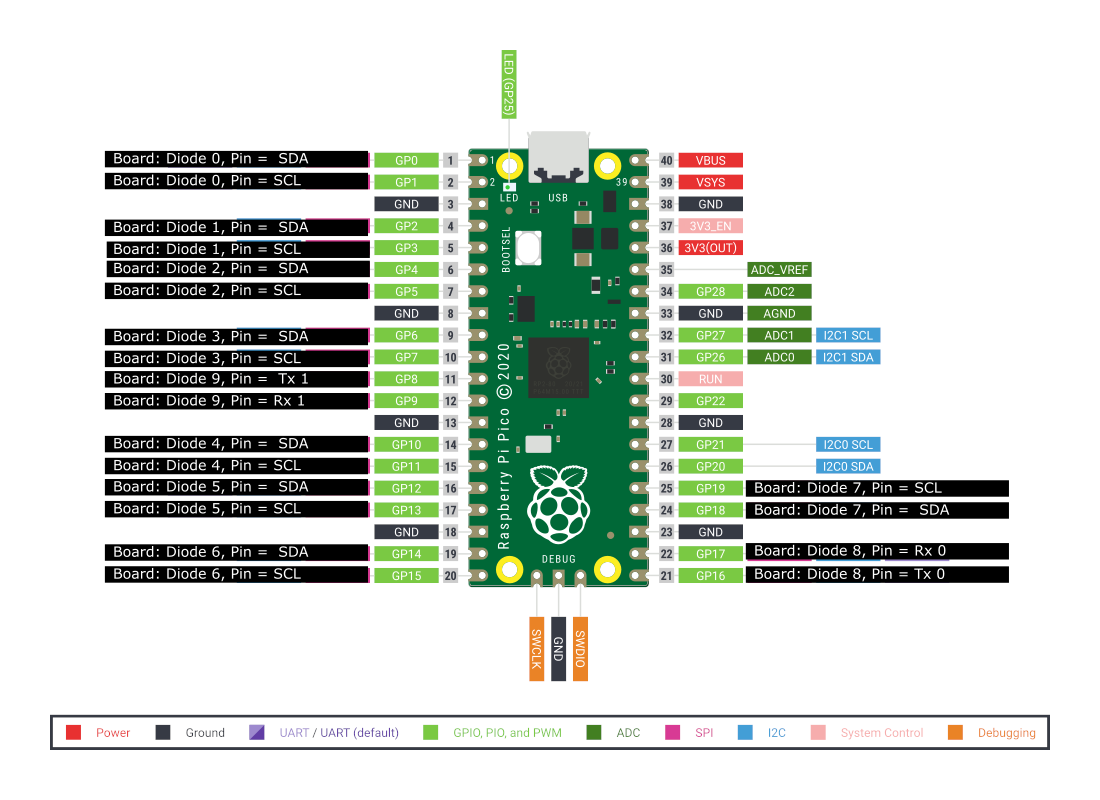 LED (GP25)
Board: Diode 0, Pin =  SDA GP0 1 1 40 VBUS
Board: Diode 0, Pin = SCL GP1 2 2 39 39 VSYS
LED USB
GND 3 38 GND
Board: Diode 1, Pin =  SDA GP2 4 37 3V3_EN
Board: Diode 1, Pin = SCL GP3 5 BOOTSEL 36 3V3(OUT)
Board: Diode 2, Pin =  SDA GP4 6 35 ADC_VREF
Board: Diode 2, Pin = SCL GP5 7 34 GP28 ADC2
GND 8 33 GND AGND
Board: Diode 3, Pin =  SDA GP6 9 32 GP27 ADC1 I2C1 SCL
Board: Diode 3, Pin = SCL GP7 10 31 GP26 ADC0 I2C1 SDA
Board: Diode 9, Pin =  Tx 1 GP8 11 30 RUN
Board: Diode 9, Pin = Rx 1 GP9 12 29 GP22
GND 13 28 GND
Board: Diode 4, Pin =  SDA GP10 14 27 GP21 I2C0 SCL
Board: Diode 4, Pin = SCL GP11 15 26 GP20 I2C0 SDA
Board: Diode 5, Pin =  SDA GP12 16 25 GP19 Board: Diode 7, Pin = SCL
Board: Diode 5, Pin = SCL GP13 17 24 GP18 Board: Diode 7, Pin =  SDA
GND 18 23 GND
Board: Diode 6, Pin =  SDA GP14 19 22 GP17 Board: Diode 8, Pin = Rx 0
Board: Diode 6, Pin = SCL GP15 20 21 GP16 Board: Diode 8, Pin = Tx 0
Raspberry Pi Pico ©2020
DEBUG
SWCLK GND SWDIO
Power Ground UART / UART (default) GPIO, PIO, and PWM ADC SPI I2C System Control Debugging